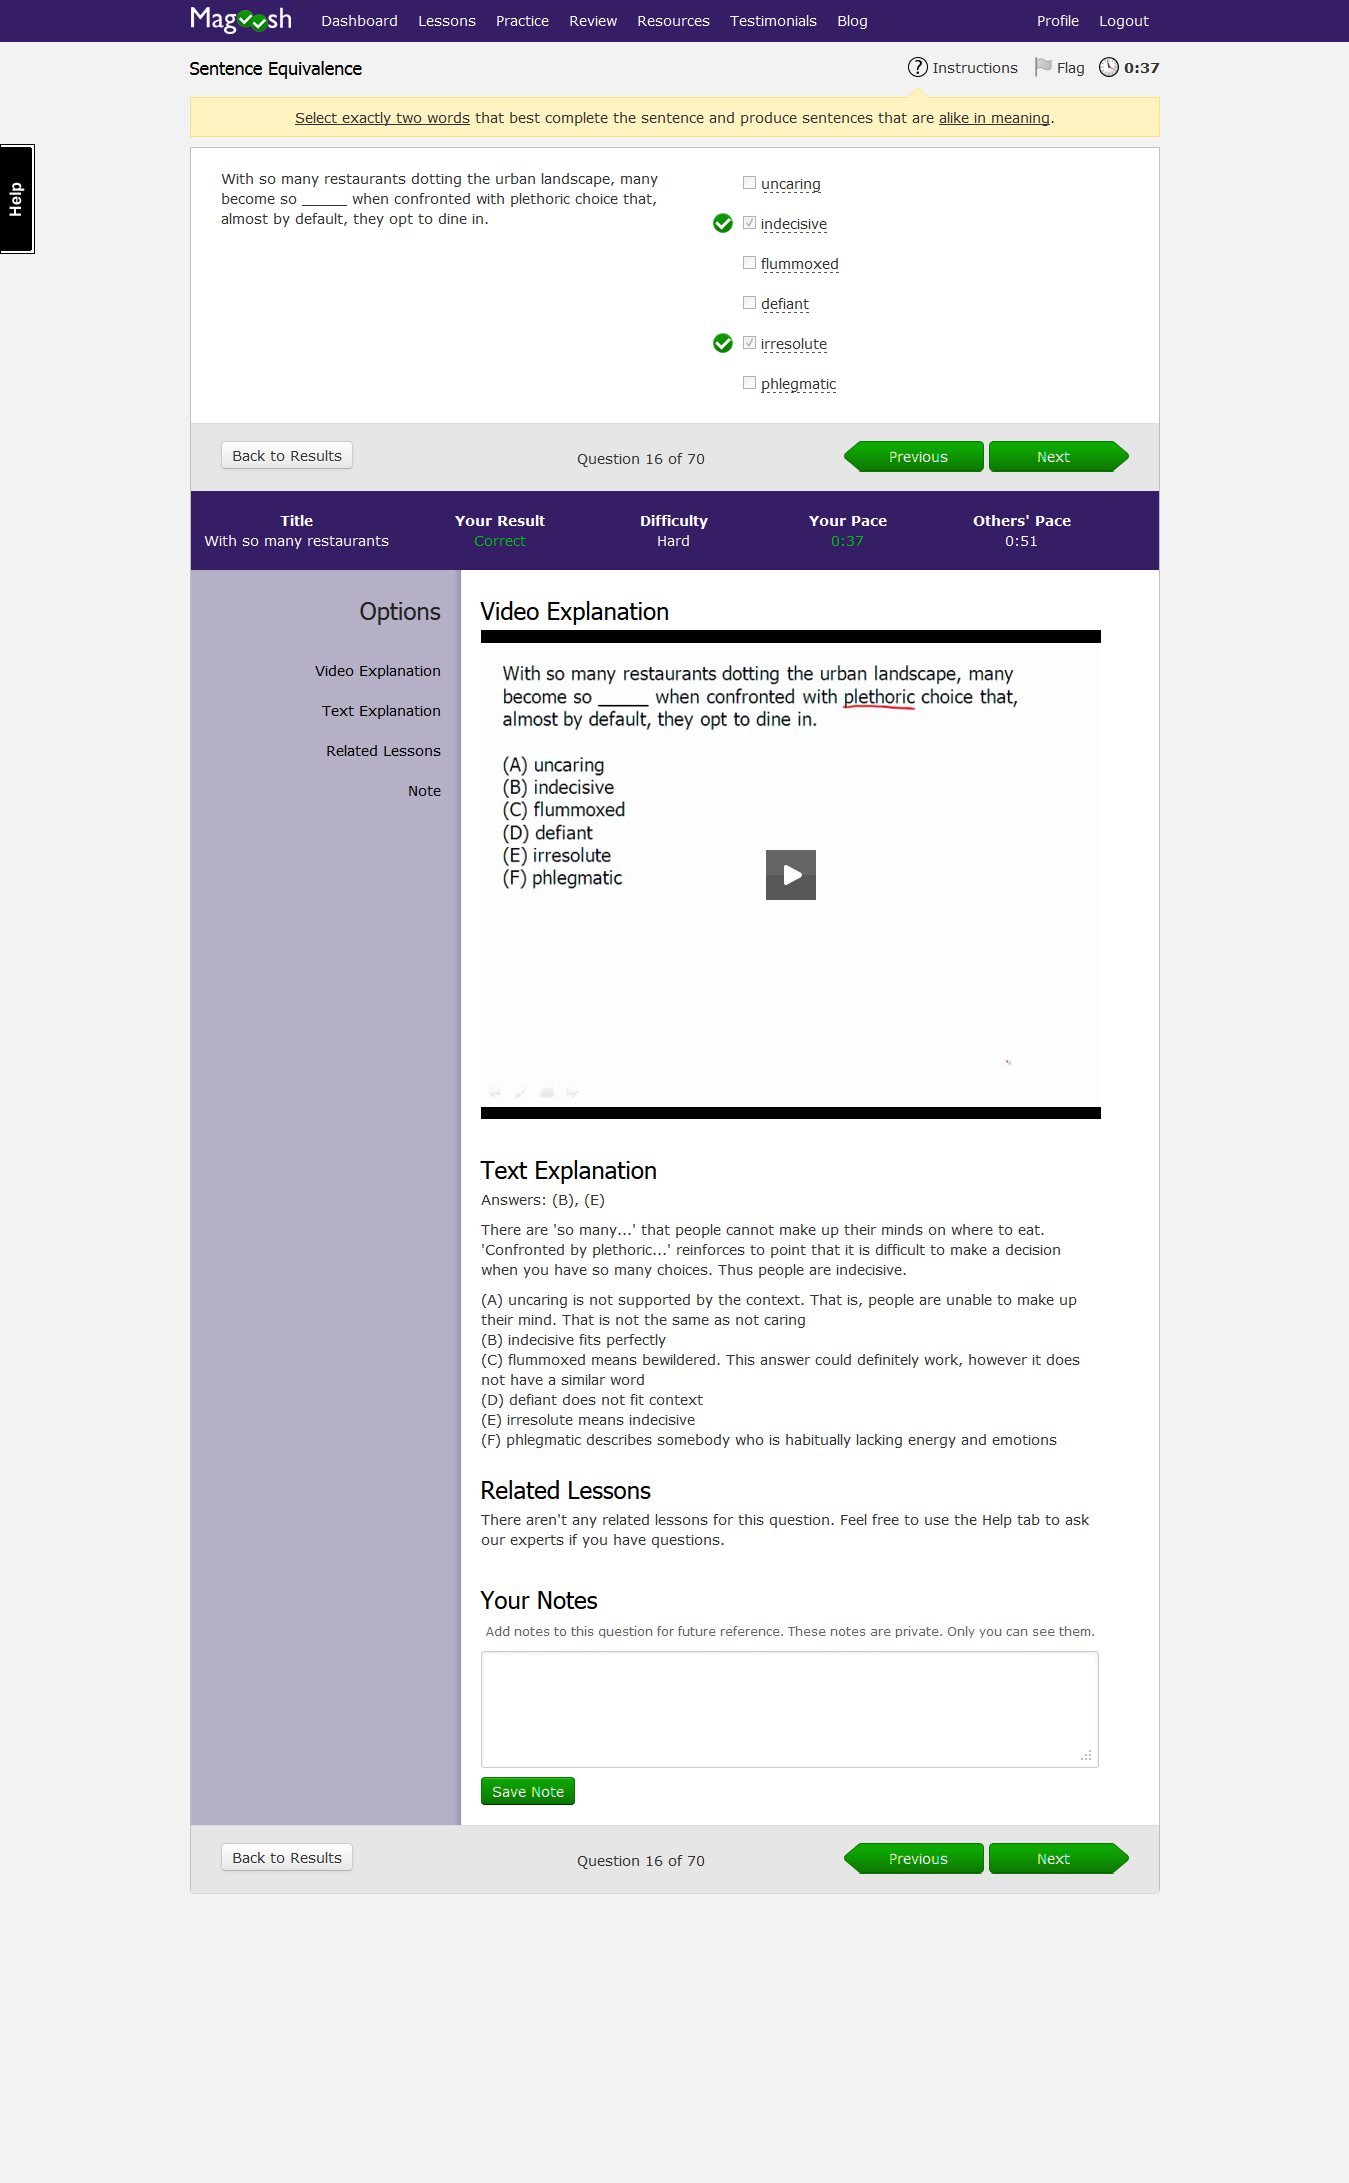 Magoosh Dashboard Lessons Practice Review Resources Testimonials Blog Profile Logout
Sentence Equivalence
? Instructions Flag 0:37
Select exactly two words that best complete the sentence and produce sentences that are alike in meaning.
Help
With so many restaurants dotting the urban landscape, many
become so _____ when confronted with plethoric choice that,
almost by default, they opt to dine in.
uncaring
indecisive
flummoxed
defiant
irresolute
phlegmatic
Back to Results Question 16 of 70 Previous Next
Title Your Result Difficulty Your Pace Others' Pace
With so many restaurants Correct Hard 0:37 0:51
Options
Video Explanation
Text Explanation
Related Lessons
Note
Video Explanation
With so many restaurants dotting the urban landscape, many
become so _____ when confronted with plethoric choice that,
almost by default, they opt to dine in.
(A) uncaring
(B) indecisive
(C) flummoxed
(D) defiant
(E) irresolute
(F) phlegmatic
Text Explanation
Answers: (B), (E)
There are 'so many...' that people cannot make up their minds on where to eat.
'Confronted by plethoric...' reinforces to point that it is difficult to make a decision
when you have so many choices. Thus people are indecisive.
(A) uncaring is not supported by the context. That is, people are unable to make up
their mind. That is not the same as not caring
(B) indecisive fits perfectly
(C) flummoxed means bewildered. This answer could definitely work, however it does
not have a similar word
(D) defiant does not fit context
(E) irresolute means indecisive
(F) phlegmatic describes somebody who is habitually lacking energy and emotions
Related Lessons
There aren't any related lessons for this question. Feel free to use the Help tab to ask
our experts if you have questions.
Your Notes
Add notes to this question for future reference. These notes are private. Only you can see them.
Save Note
Back to Results Question 16 of 70 Previous Next